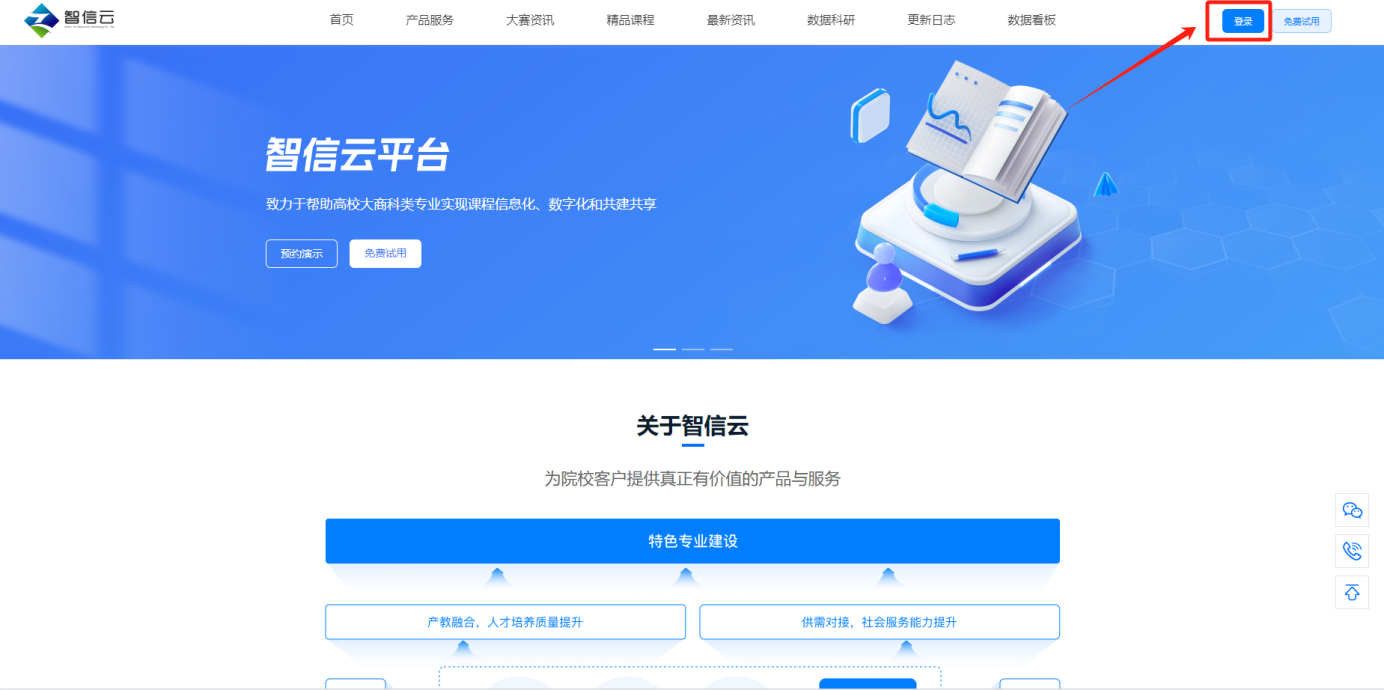 智信云
首页
产品服务
大赛资讯
精品课程
最新资讯
数据科研
更新日志
数据看板
登录
免费试用
智信云平台
致力于帮助高校大商科类专业实现课程信息化、数字化和共建共享
预约演示
免费试用
关于智信云
为院校客户提供真正有价值的产品与服务
特色专业建设
产教融合，人才培养质量提升
供需对接，社会服务能力提升